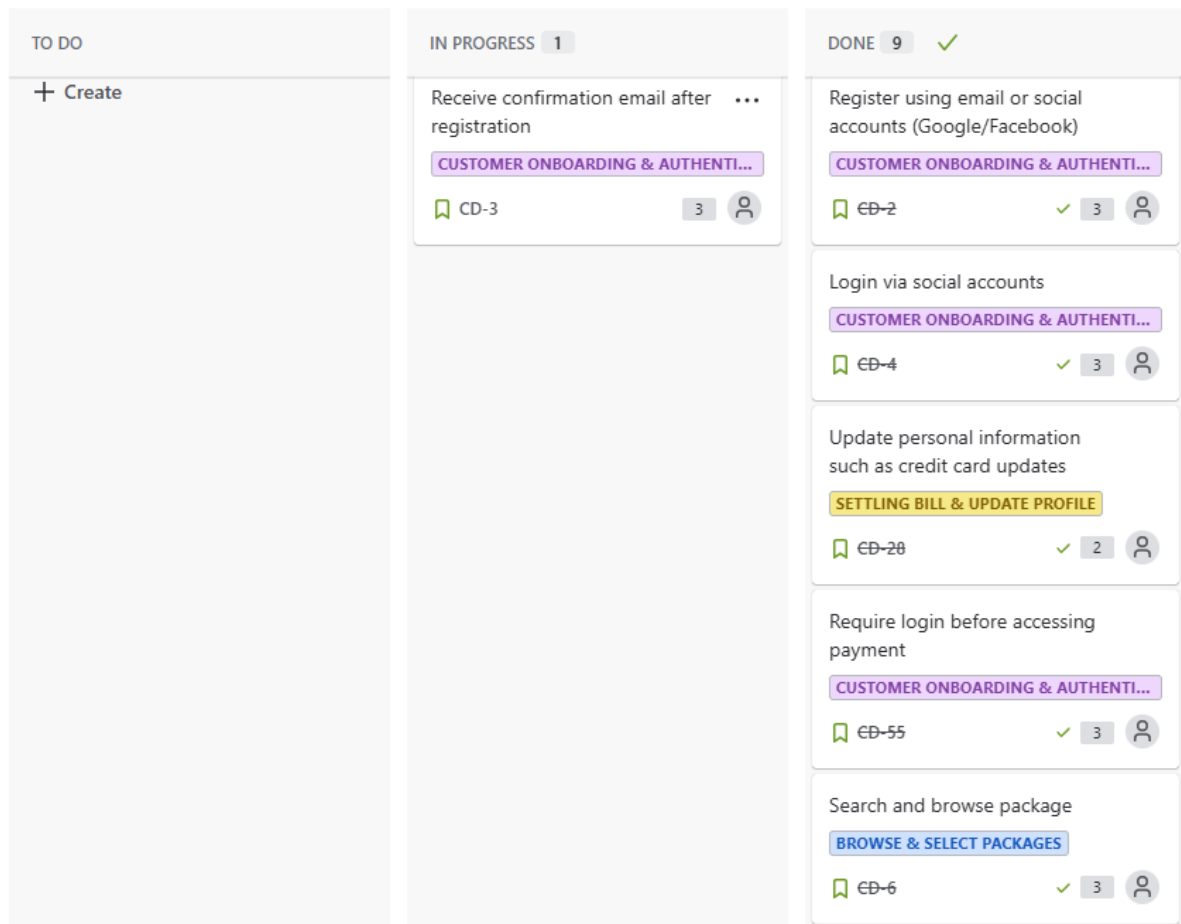 TO DO
+ Create
IN PROGRESS 1
Receive confirmation email after
registration
CUSTOMER ONBOARDING & AUTHENTI...
CD-3 3
DONE 9
Register using email or social
accounts (Google/Facebook)
CUSTOMER ONBOARDING & AUTHENTI...
CD-2 3
Login via social accounts
CUSTOMER ONBOARDING & AUTHENTI...
CD-4 3
Update personal information
such as credit card updates
SETTLING BILL & UPDATE PROFILE
CD-28 2
Require login before accessing
payment
CUSTOMER ONBOARDING & AUTHENTI...
CD-55 3
Search and browse package
BROWSE & SELECT PACKAGES
CD-6 3